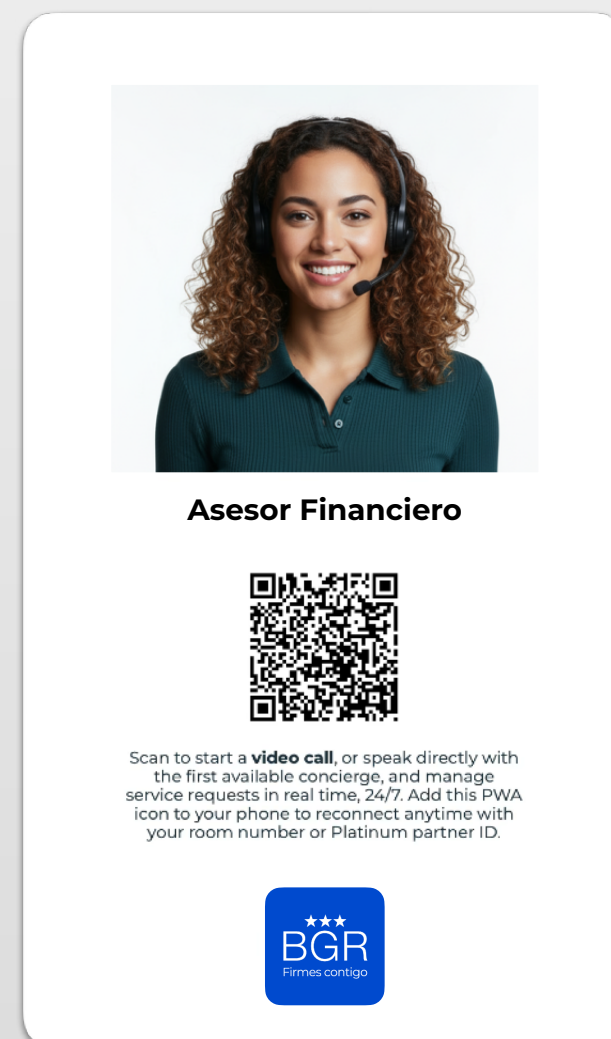 Asesor Financiero
Scan to start a video call, or speak directly with
the first available concierge, and manage
service requests in real time, 24/7. Add this PWA
icon to your phone to reconnect anytime with
your room number or Platinum partner ID.
BGR
Firmes contigo